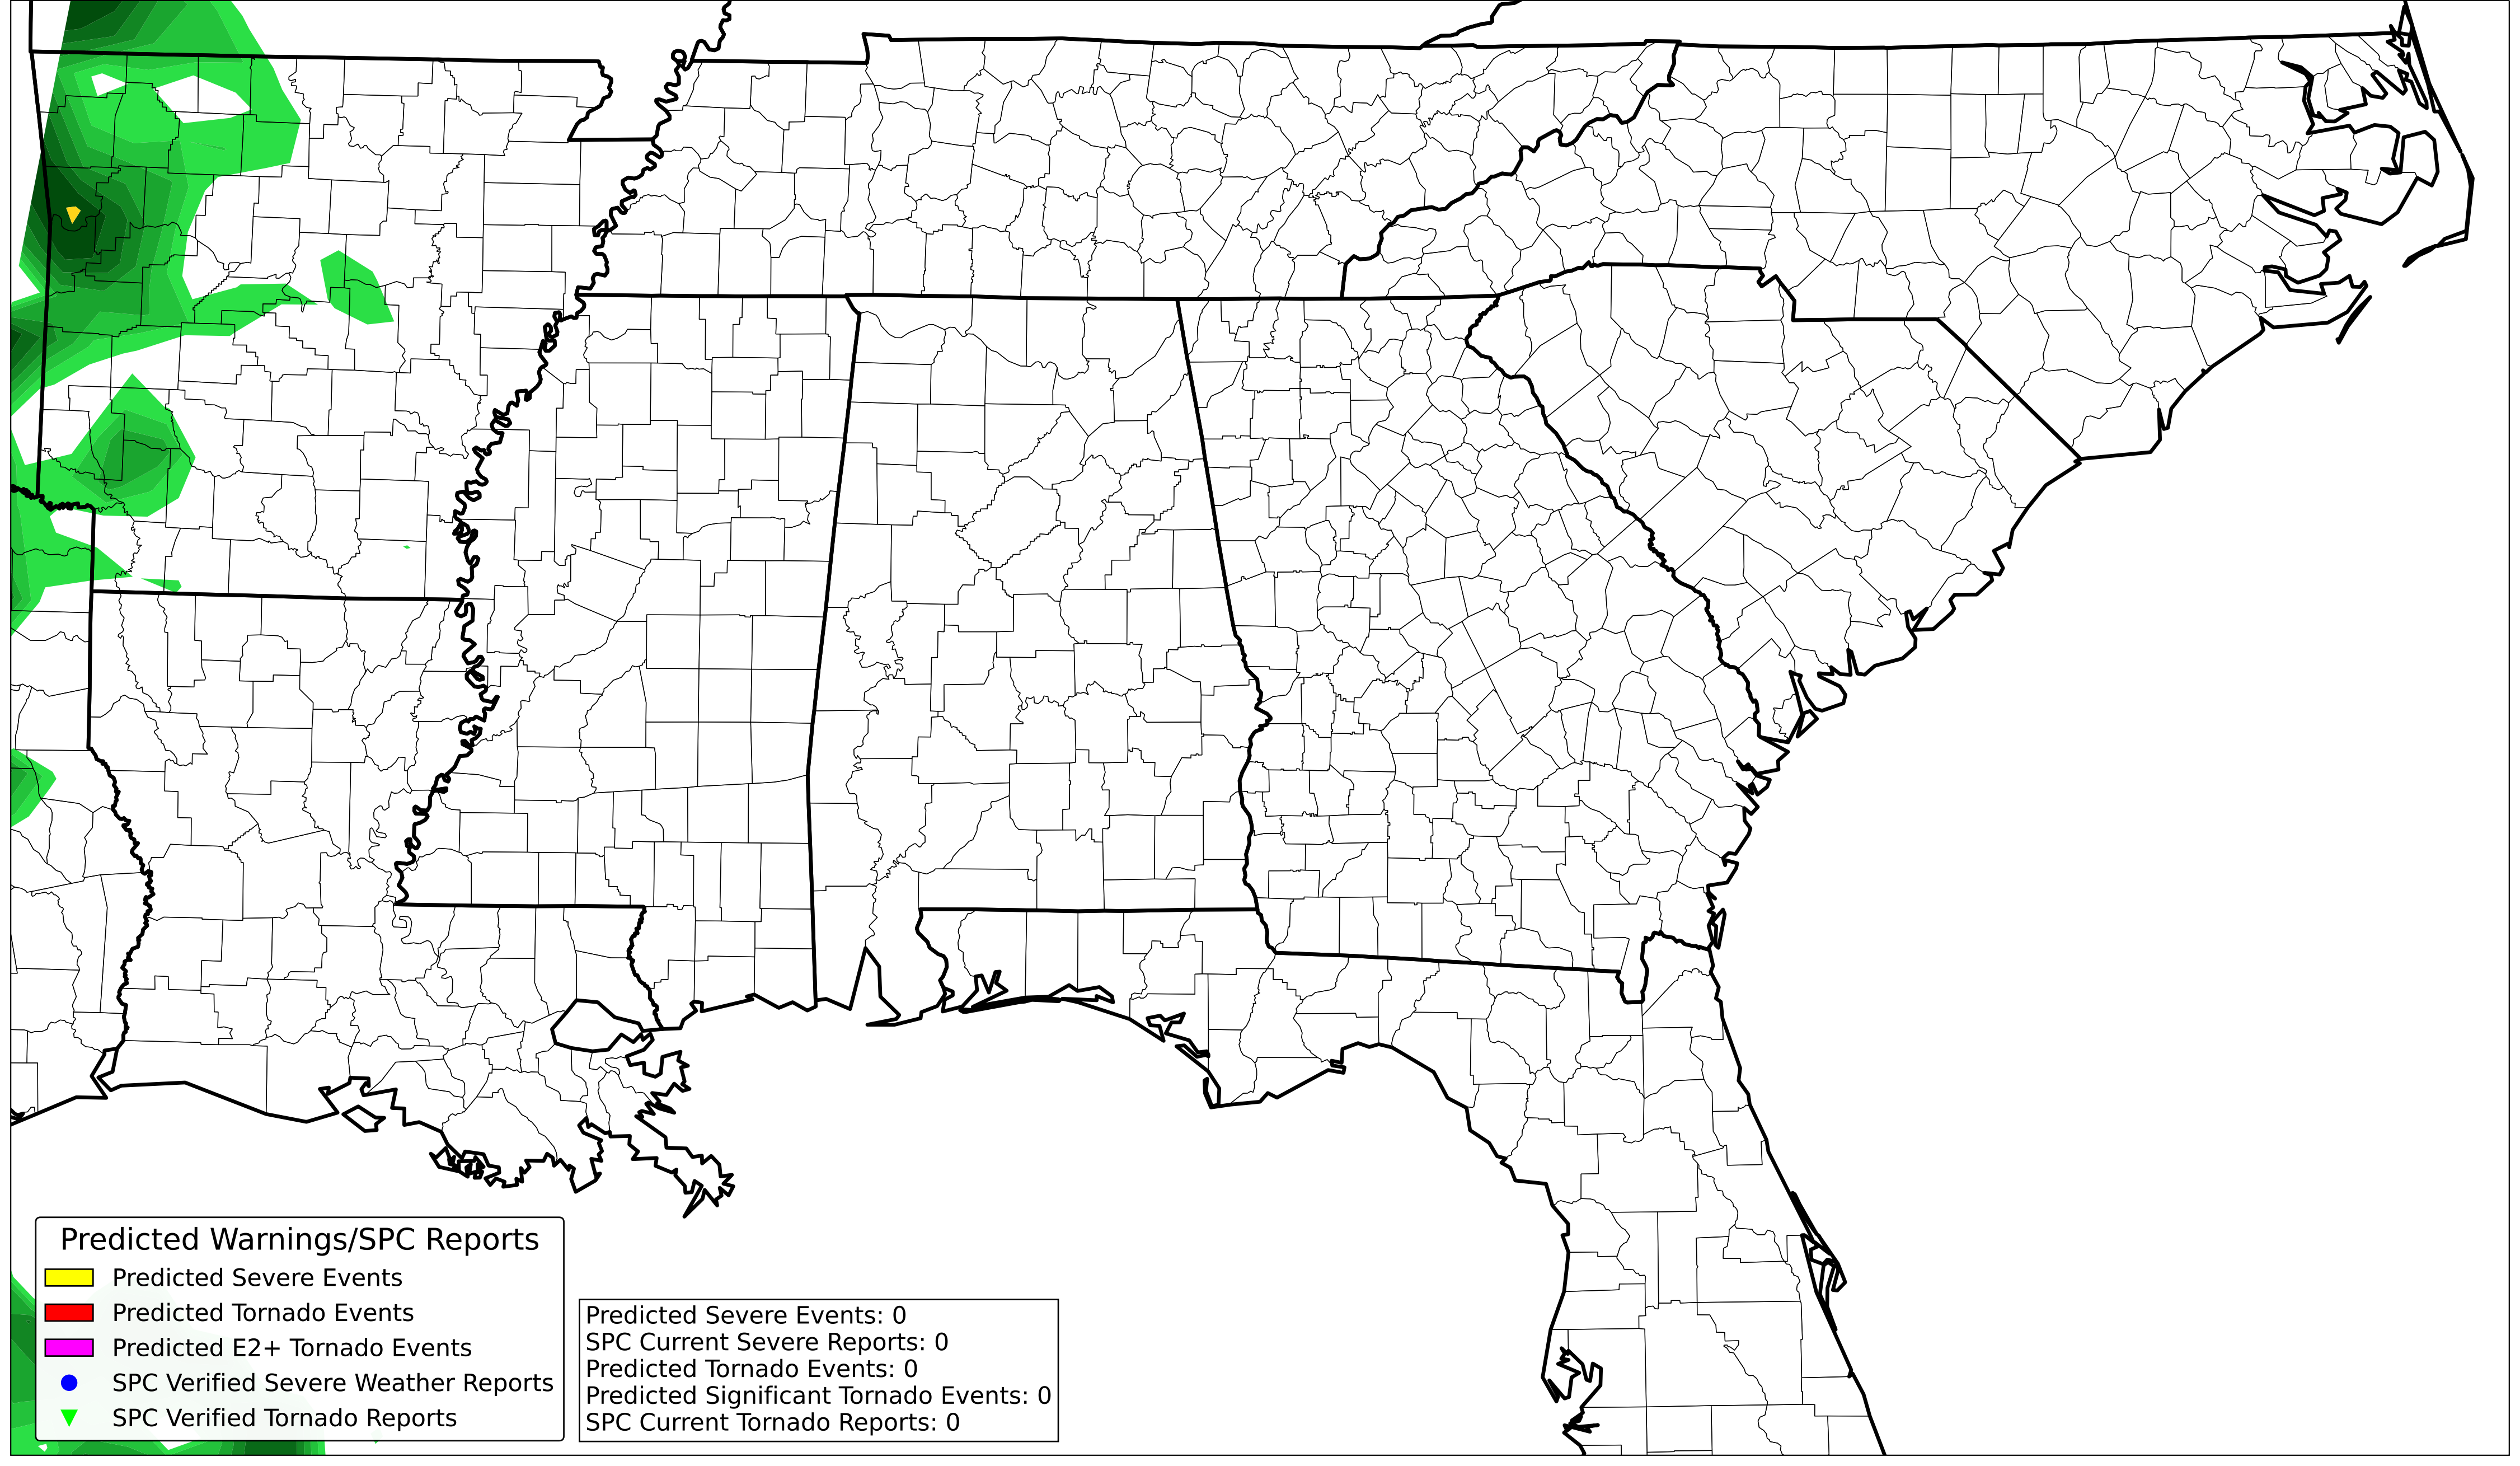 Predicted Warnings/SPC Reports
Predicted Severe Events
Predicted Tornado Events
Predicted E2+ Tornado Events
SPC Verified Severe Weather Reports
SPC Verified Tornado Reports
Predicted Severe Events: 0
SPC Current Severe Reports: 0
Predicted Tornado Events: 0
Predicted Significant Tornado Events: 0
SPC Current Tornado Reports: 0